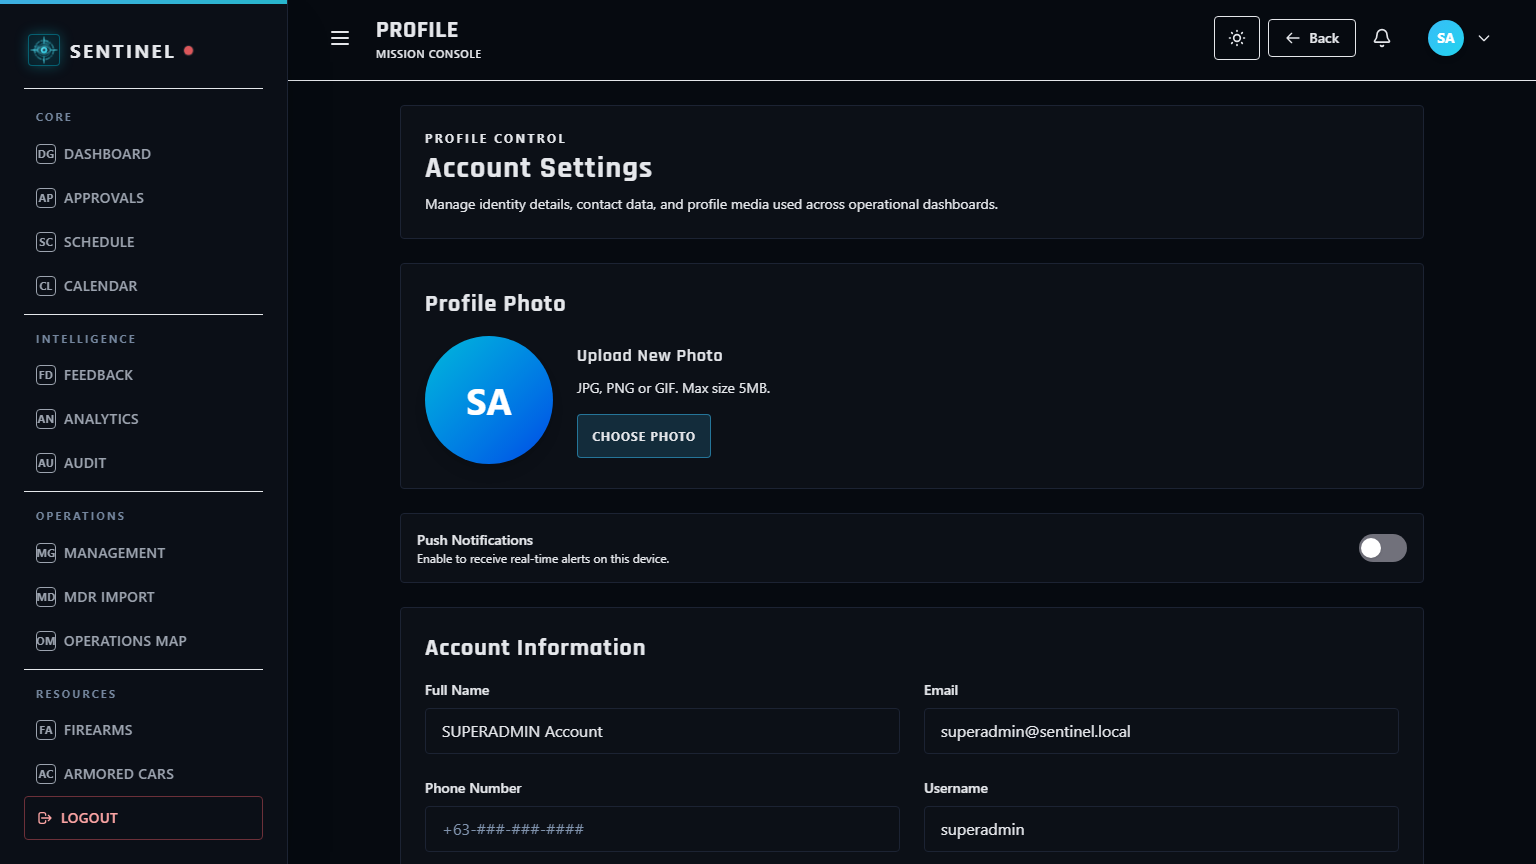 SENTINEL
CORE
DG DASHBOARD
AP APPROVALS
SC SCHEDULE
CL CALENDAR
INTELLIGENCE
FD FEEDBACK
AN ANALYTICS
AU AUDIT
OPERATIONS
MG MANAGEMENT
MD MDR IMPORT
OM OPERATIONS MAP
RESOURCES
FA FIREARMS
AC ARMORED CARS
LOGOUT
PROFILE
MISSION CONSOLE
Back
SA
PROFILE CONTROL
Account Settings
Manage identity details, contact data, and profile media used across operational dashboards.
Profile Photo
SA
Upload New Photo
JPG, PNG or GIF. Max size 5MB.
CHOOSE PHOTO
Push Notifications
Enable to receive real-time alerts on this device.
Account Information
Full Name
SUPERADMIN Account
Email
superadmin@sentinel.local
Phone Number
+63-###-###-####
Username
superadmin